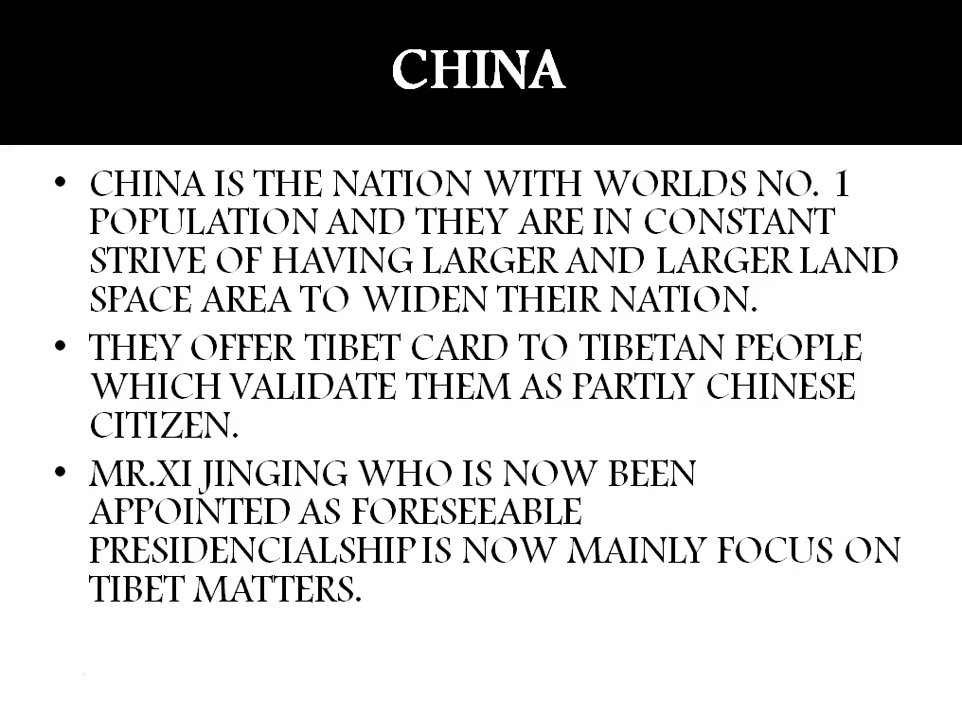 CHINA
• CHINA IS THE NATION WITH WORLDS NO. 1
POPULATION AND THEY ARE IN CONSTANT
STRIVE OF HAVING LARGER AND LARGER LAND
SPACE AREA TO WIDEN THEIR NATION.
• THEY OFFER TIBET CARD TO TIBETAN PEOPLE
WHICH VALIDATE THEM AS PARTLY CHINESE
CITIZEN.
• MR.XI JINGING WHO IS NOW BEEN
APPOINTED AS FORESEEABLE
PRESIDENCIALSHIP IS NOW MAINLY FOCUS ON
TIBET MATTERS.